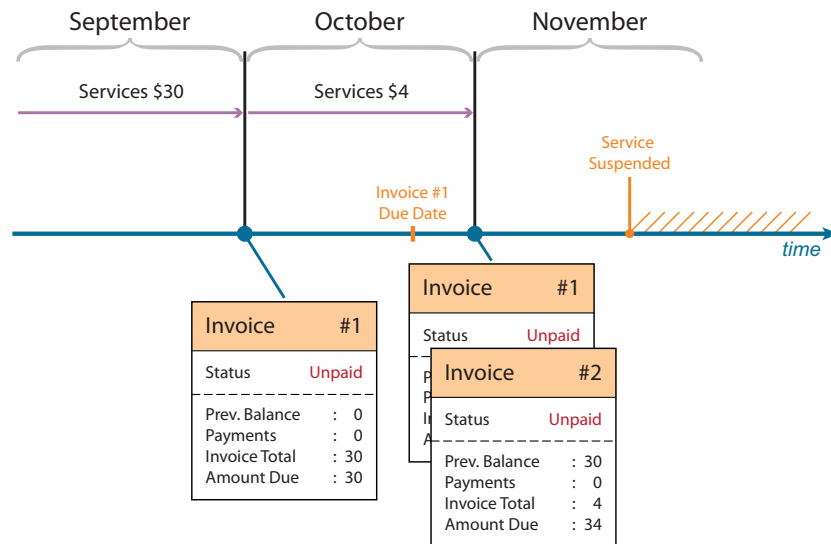 September
October
November
Services $30
Services $4
Service
Suspended
Invoice #1
Due Date
time
Invoice #1
Status Unpaid
Prev. Balance : 0
Payments : 0
Invoice Total : 30
Amount Due : 30
Invoice #1
Status Unpaid
Invoice #2
Status Unpaid
Prev. Balance : 30
Payments : 0
Invoice Total : 4
Amount Due : 34